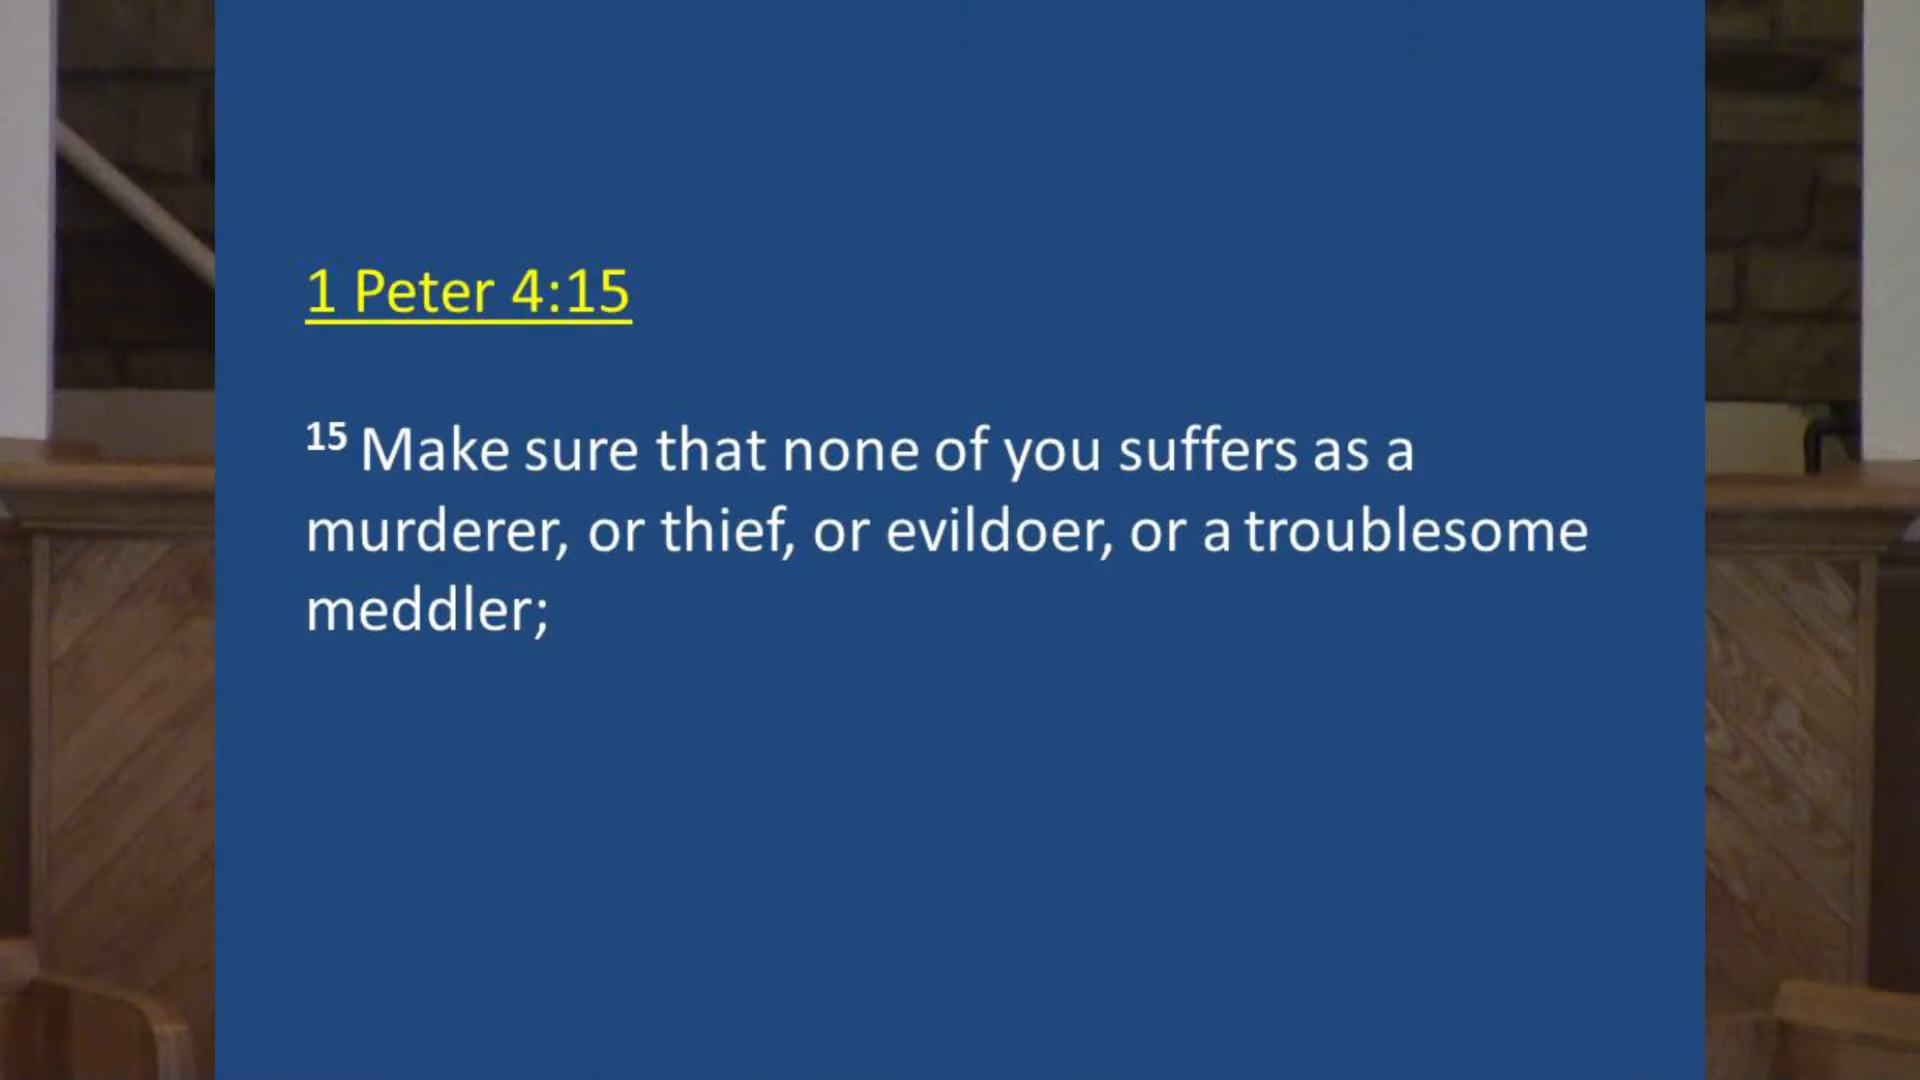 1 Peter 4:15
15 Make sure that none of you suffers as a
murderer, or thief, or evildoer, or a troublesome
meddler;